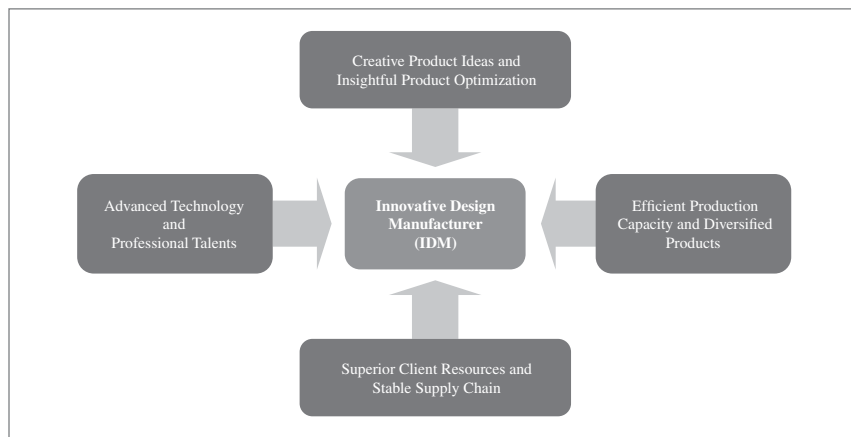 Creative Product Ideas and
Insightful Product Optimization
Advanced Technology
and
Professional Talents
Innovative Design
Manufacturer
(IDM)
Efficient Production
Capacity and Diversified
Products
Superior Client Resources and
Stable Supply Chain